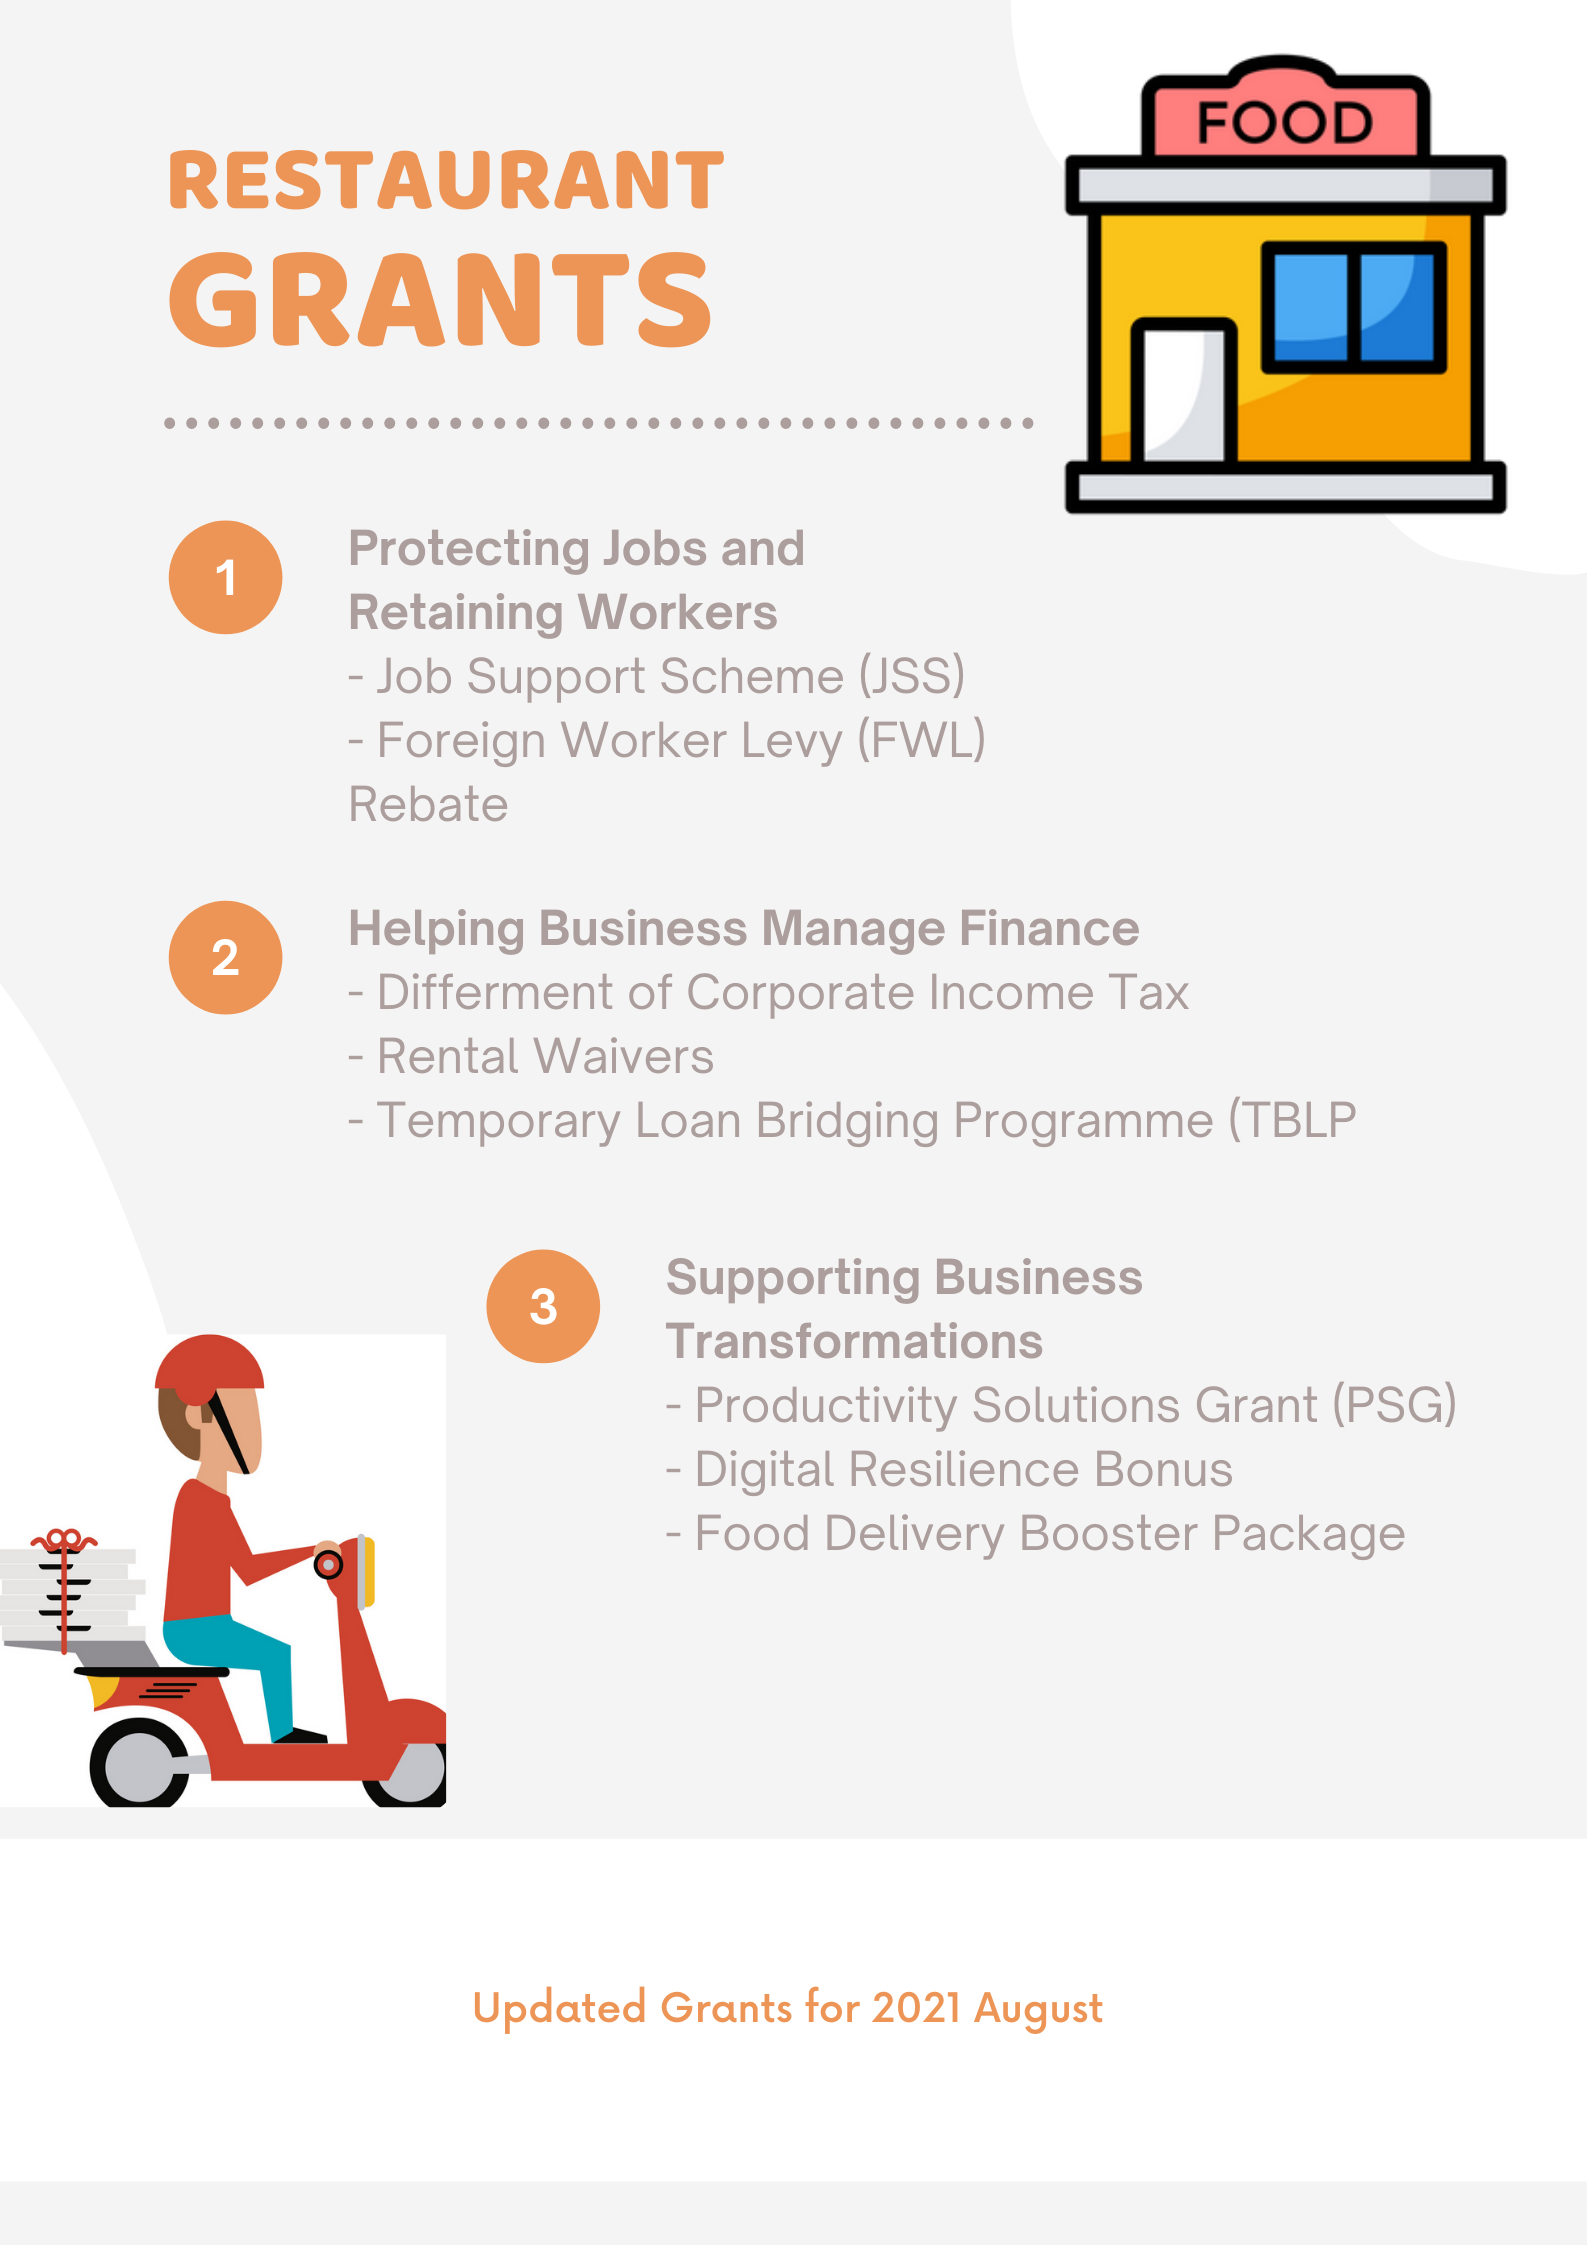 FOOD
RESTAURANT
GRANTS
1
Protecting Jobs and
Retaining Workers
- Job Support Scheme (JSS)
- Foreign Worker Levy (FWL)
Rebate
2
Helping Business Manage Finance
- Differment of Corporate Income Tax
- Rental Waivers
- Temporary Loan Bridging Programme (TBLP
3
Supporting Business
Transformations
- Productivity Solutions Grant (PSG)
- Digital Resilience Bonus
- Food Delivery Booster Package
Updated Grants for 2021 August